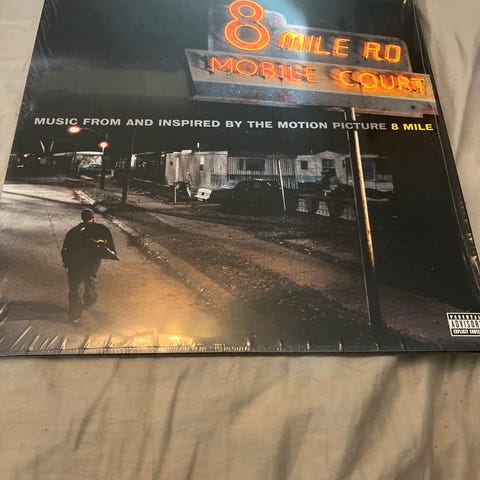 8 MILE RD
MOBILE COURT
MUSIC FROM AND INSPIRED BY THE MOTION PICTURE 8 MILE
PARENTAL
ADVISORY
EXPLICIT CONTENT